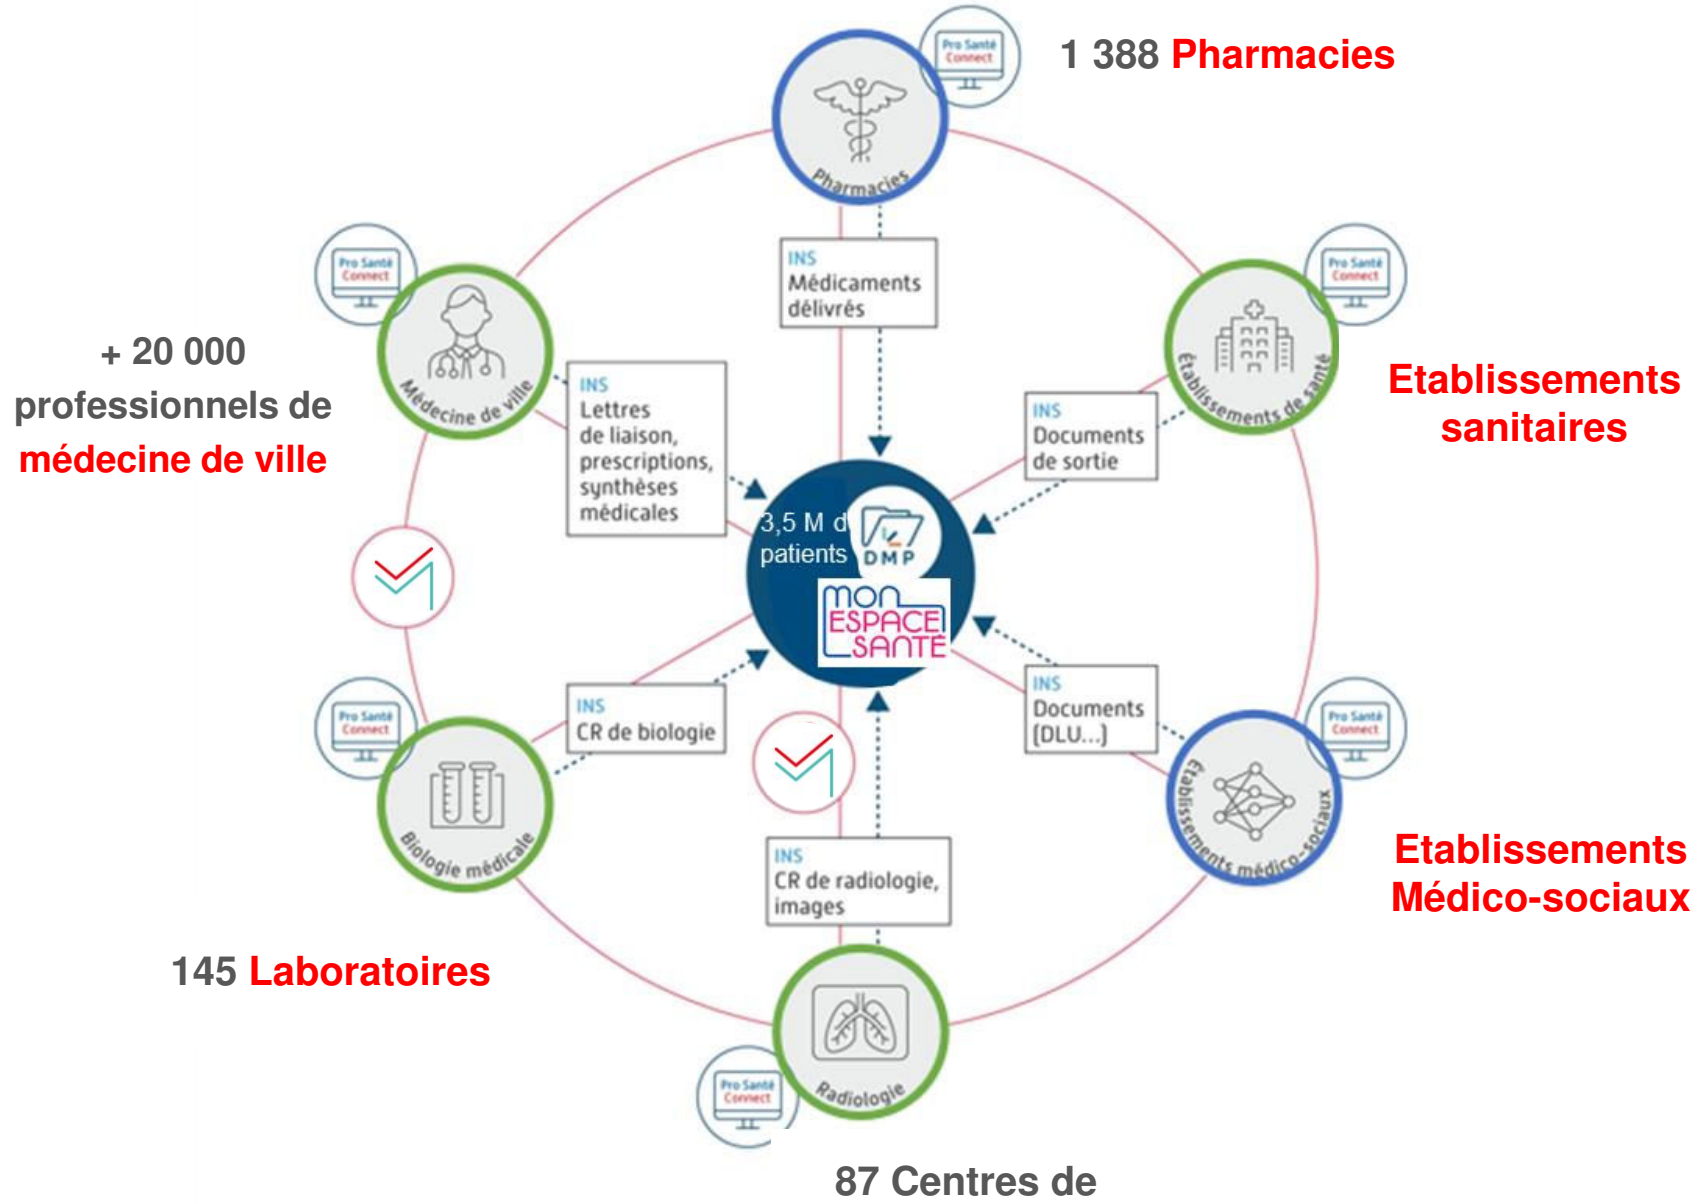 1 388 Pharmacies
Pro Santé
Connect
Pharmacies
INS
Médicaments
délivrés
Pro Santé
Connect
Médecine de ville
+ 20 000
professionnels de
médecine de ville
INS
Lettres
de liaison,
prescriptions,
synthèses
médicales
Pro Santé
Connect
Établissements de santé
Etablissements
sanitaires
INS
Documents
de sortie
3,5 M d
patients
DMP
mon
ESPACE
SANTÉ
Pro Santé
Connect
Biologie médicale
INS
CR de biologie
145 Laboratoires
INS
Documents
(DLU...)
Pro Santé
Connect
Établissements médico-sociaux
Etablissements
Médico-sociaux
INS
CR de radiologie,
images
Pro Santé
Connect
Radiologie
87 Centres de